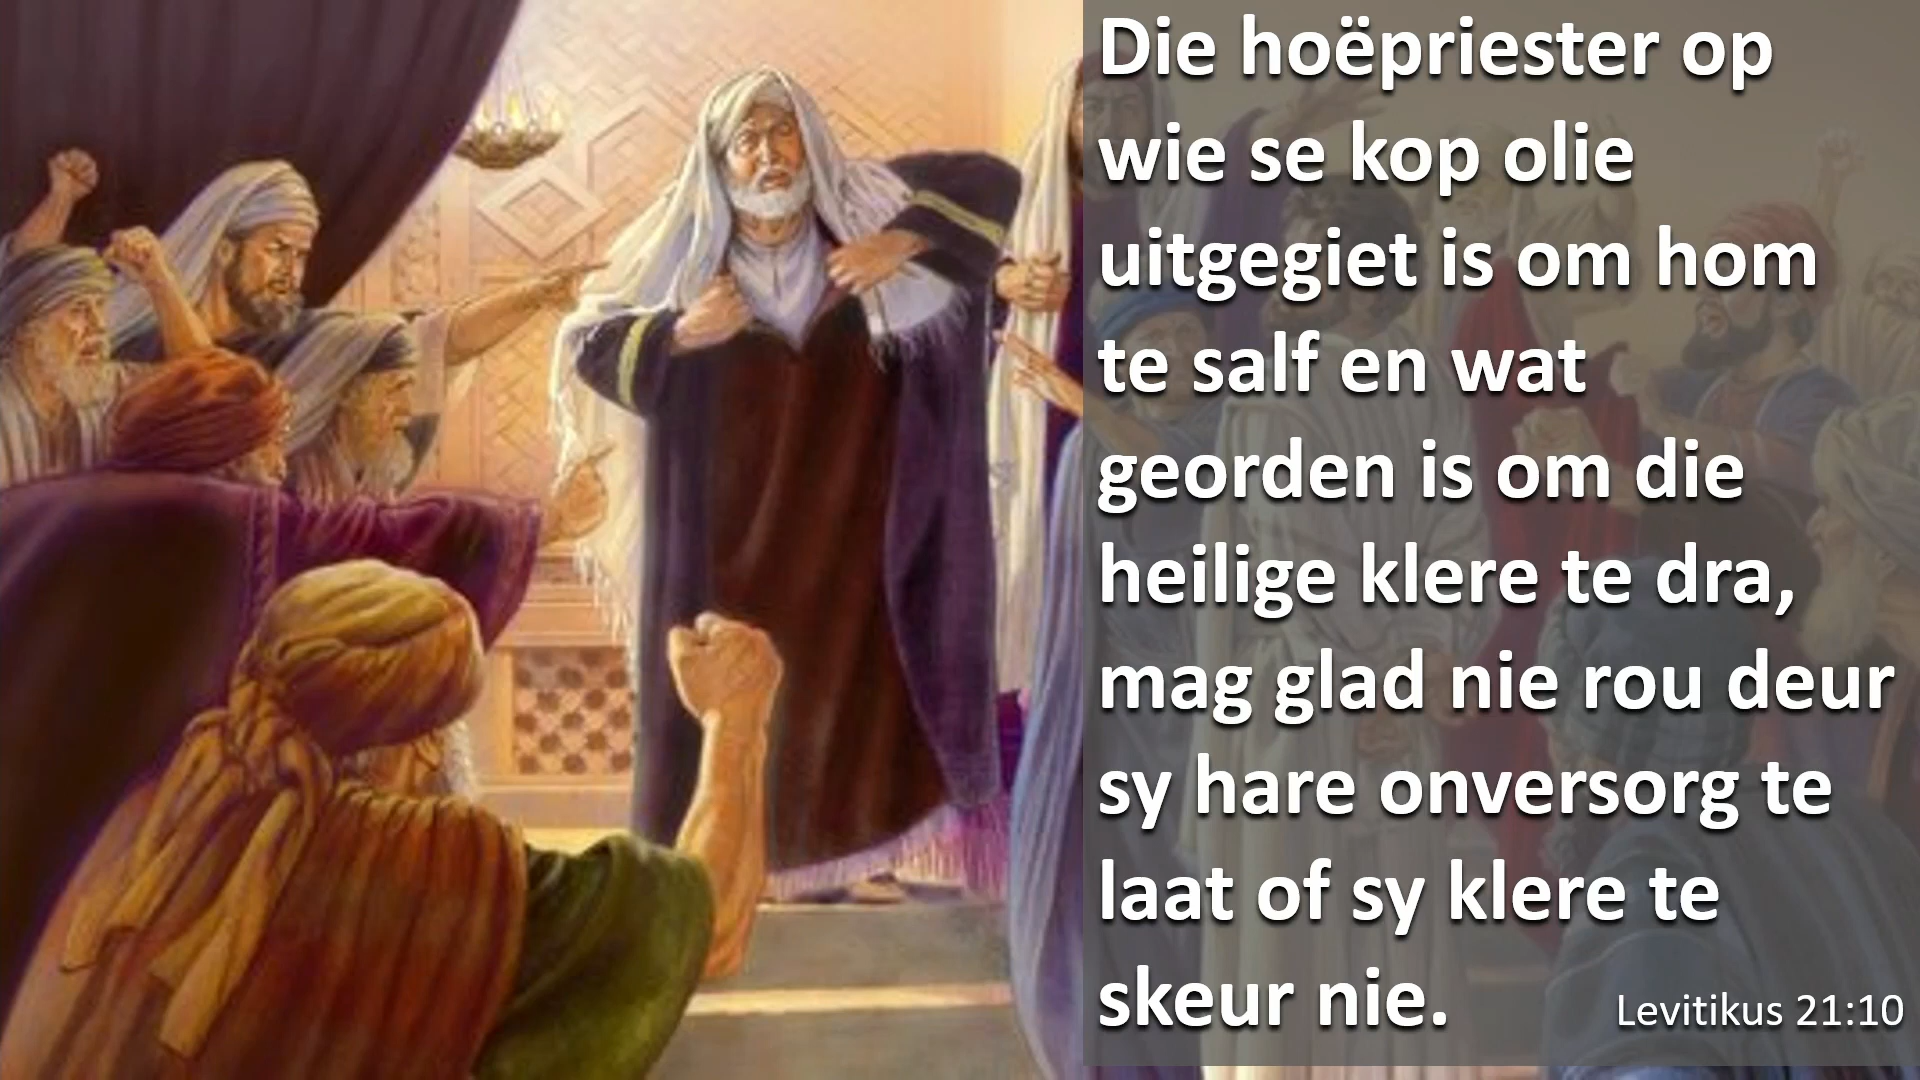 Die hoëpriester op
wie se kop olie
uitgegiet is om hom
te salf en wat
georden is om die
heilige klere te dra,
mag glad nie rou deur
sy hare onversorg te
laat of sy klere te
skeur nie.
Levitikus 21:10